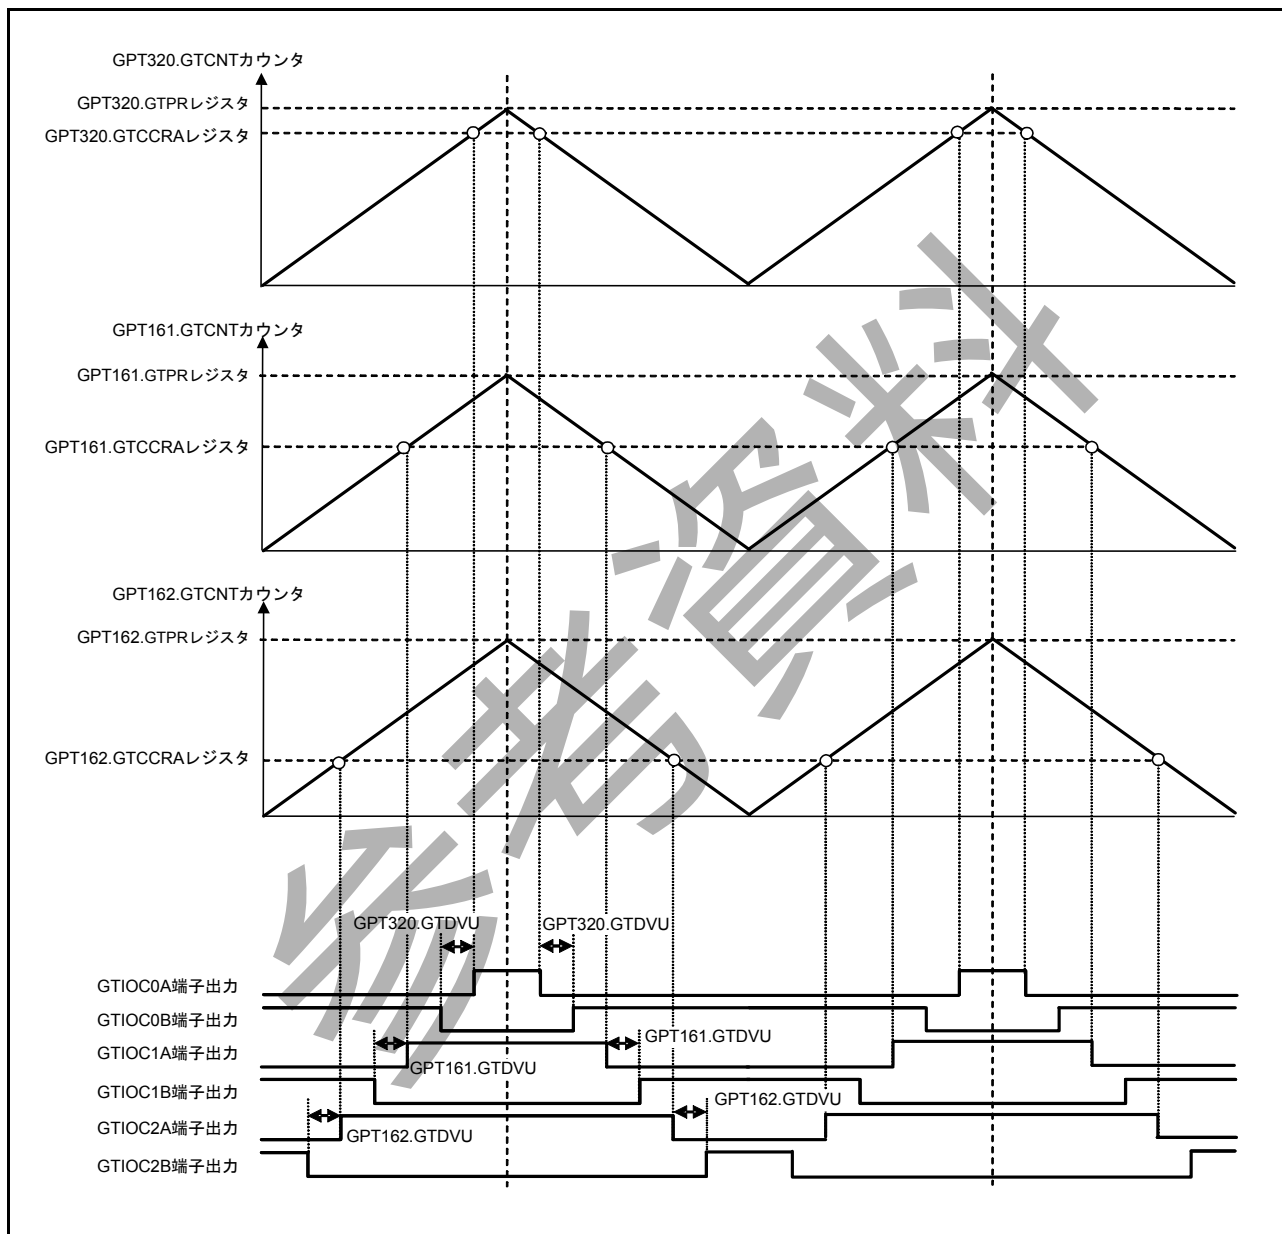 GPT320.GTCNTカウンタ
GPT320.GTPRレジスタ
GPT320.GTCCRAレジスタ
GPT161.GTCNTカウンタ
GPT161.GTPRレジスタ
GPT161.GTCCRAレジスタ
GPT162.GTCNTカウンタ
GPT162.GTPRレジスタ
GPT162.GTCCRAレジスタ
参考資料
GPT320.GTDVU
GPT320.GTDVU
GTIOC0A端子出力
GTIOC0B端子出力
GPT161.GTDVU
GTIOC1A端子出力
GPT161.GTDVU
GTIOC1B端子出力
GPT162.GTDVU
GTIOC2A端子出力
GPT162.GTDVU
GTIOC2B端子出力